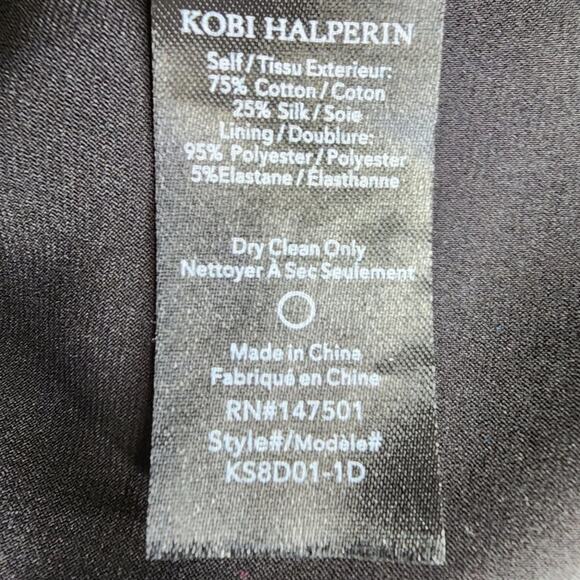 KOBI HALPERIN
Self/Tissu Exterieur:
75% Cotton/Coton
25% Silk/Soie
Lining/Doublure:
95% Polyester/Polyester
5%Elastane/Élasthanne
Dry Clean Only
Nettoyer À Sec Seulement
Made in China
Fabriqué en Chine
RN#147501
Style#/Modèle#
KS8D01-1D